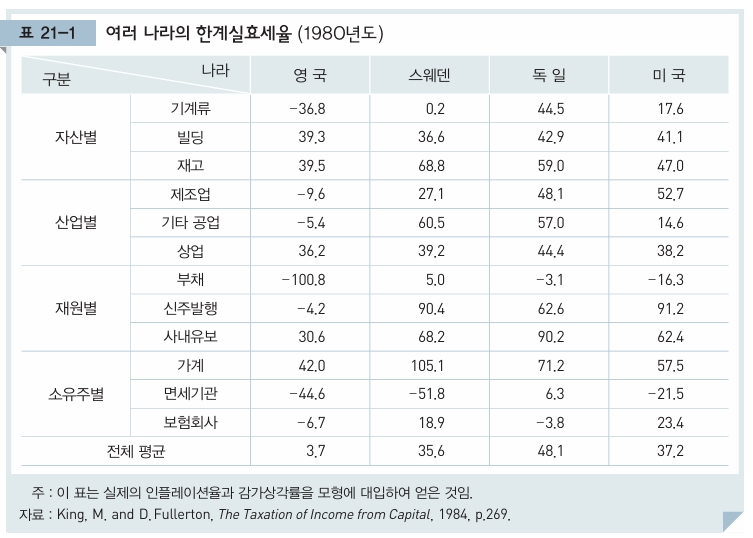 표 21-1 여러 나라의 한계실효세율 (1980년도)
구분 나라 영 국 스웨덴 독 일 미 국
자산별 기계류 -36.8 0.2 44.5 17.6
빌딩 39.3 36.6 42.9 41.1
재고 39.5 68.8 59.0 47.0
산업별 제조업 -9.6 27.1 48.1 52.7
기타 공업 -5.4 60.5 57.0 14.6
상업 36.2 39.2 44.4 38.2
재원별 부채 -100.8 5.0 -3.1 -16.3
신주발행 -4.2 90.4 62.6 91.2
사내유보 30.6 68.2 90.2 62.4
소유주별 가계 42.0 105.1 71.2 57.5
면세기관 -44.6 -51.8 6.3 -21.5
보험회사 -6.7 18.9 -3.8 23.4
전체 평균 3.7 35.6 48.1 37.2
주 : 이 표는 실제의 인플레이션율과 감가상각률을 모형에 대입하여 얻은 것임.
자료 : King, M. and D. Fullerton, The Taxation of Income from Capital, 1984, p.269.